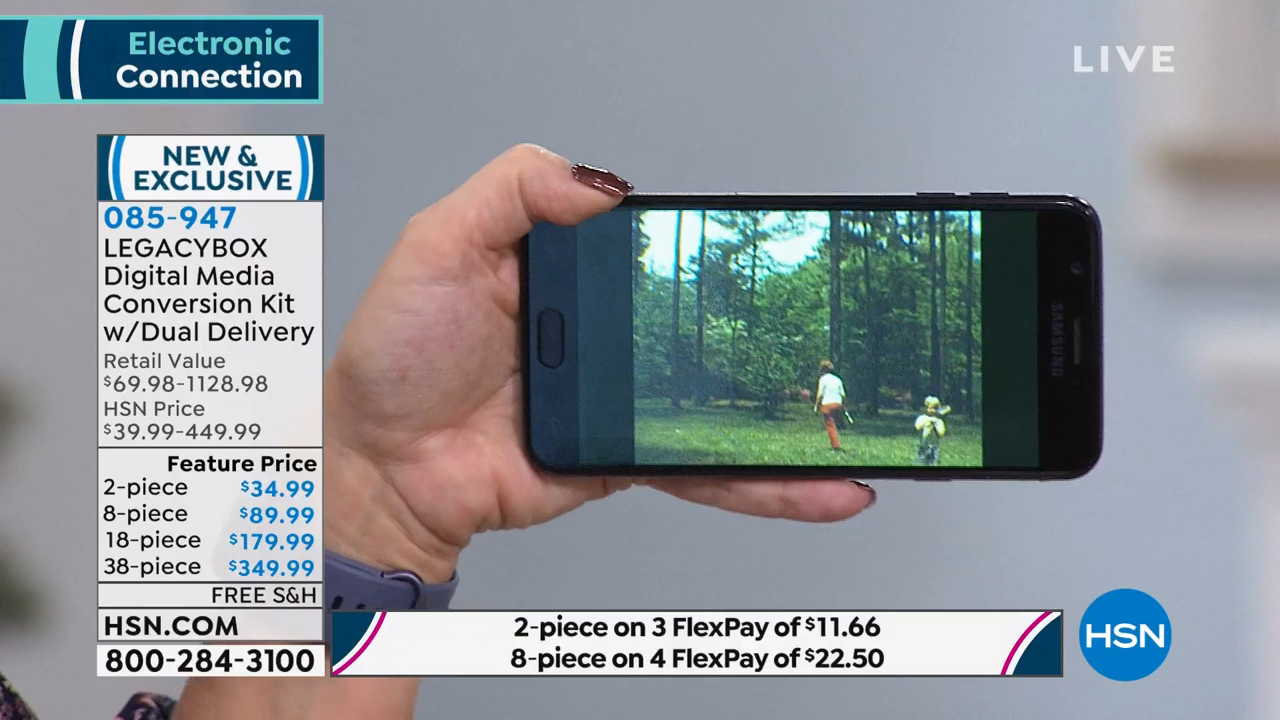 Electronic
Connection
LIVE
NEW &
EXCLUSIVE
085-947
LEGACYBOX
Digital Media
Conversion Kit
w/Dual Delivery
Retail Value
$69.98-1128.98
HSN Price
$39.99-449.99
Feature Price
2-piece $34.99
8-piece $89.99
18-piece $179.99
38-piece $349.99
FREE S&H
HSN.COM
800-284-3100
SAMSUNG
2-piece on 3 FlexPay of $11.66
8-piece on 4 FlexPay of $22.50
HSN